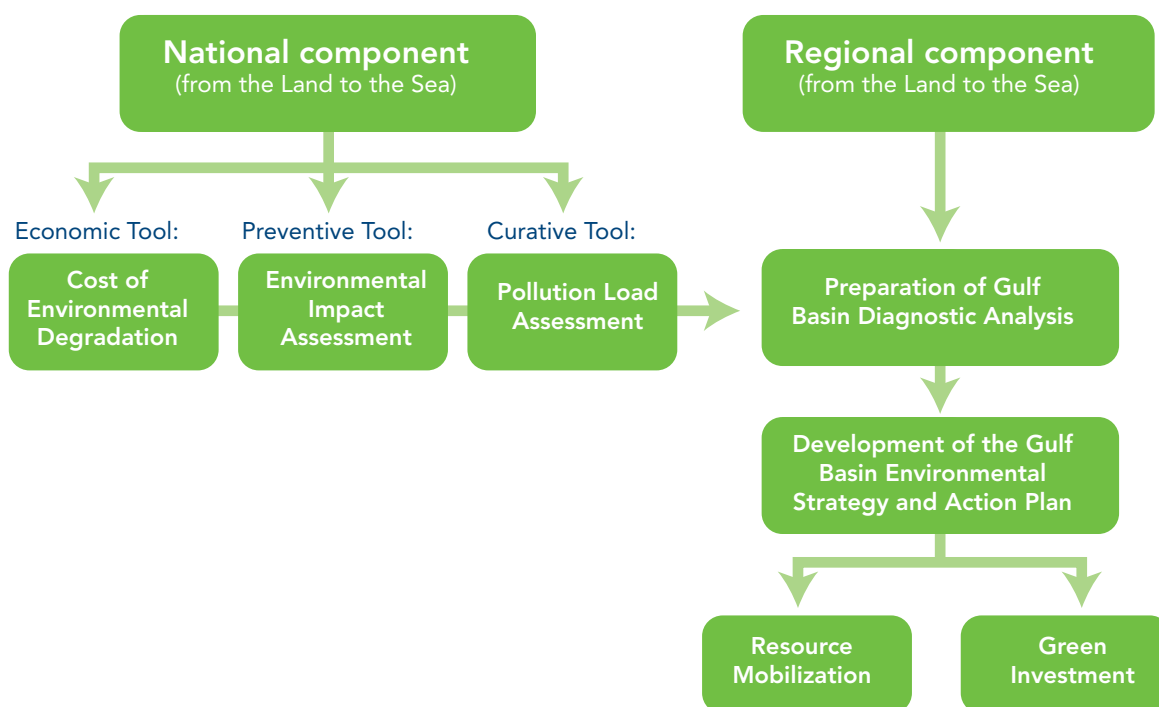 National component
(from the Land to the Sea)
Regional component
(from the Land to the Sea)
Economic Tool:
Cost of
Environmental
Degradation
Preventive Tool:
Environmental
Impact
Assessment
Curative Tool:
Pollution Load
Assessment
Preparation of Gulf
Basin Diagnostic Analysis
Development of the Gulf
Basin Environmental
Strategy and Action Plan
Resource
Mobilization
Green
Investment